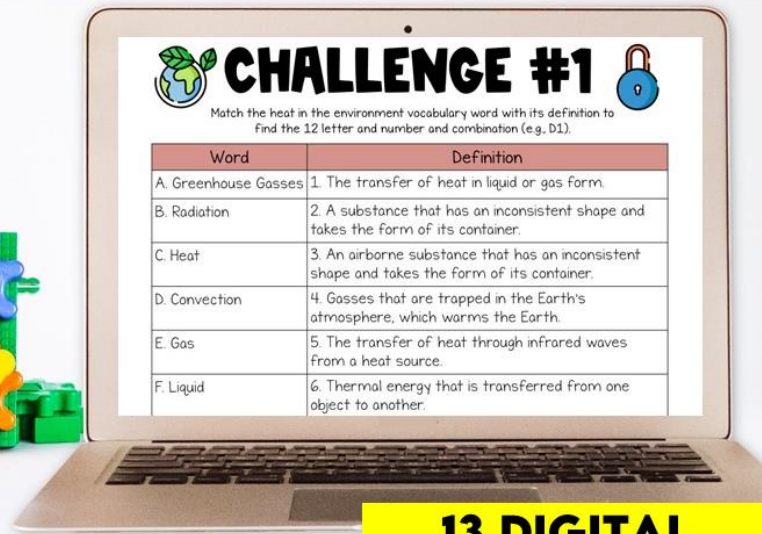 CHALLENGE #1
Match the heat in the environment vocabulary word with its definition to
find the 12 letter and number and combination (e.g., D1).
Word Definition
A. Greenhouse Gasses 1. The transfer of heat in liquid or gas form.
B. Radiation 2. A substance that has an inconsistent shape and
takes the form of its container.
C. Heat 3. An airborne substance that has an inconsistent
shape and takes the form of its container.
D. Convection 4. Gasses that are trapped in the Earth's
atmosphere, which warms the Earth.
E. Gas 5. The transfer of heat through infrared waves
from a heat source.
F. Liquid 6. Thermal energy that is transferred from one
object to another.
13 DIGITAL